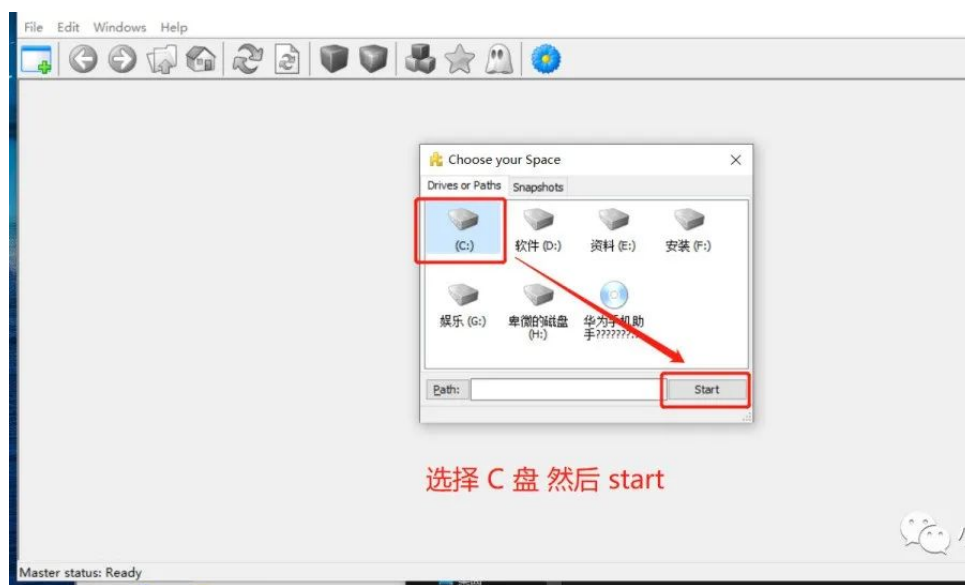 File Edit Windows Help
Choose your Space
Drives or Paths Snapshots
(C:) 软件 (D:) 资料 (E:) 安装 (F:)
娱乐 (G:) 卑微的磁盘 (H:) 华为手机助手????????...
Path: Start
选择 C 盘 然后 start
Master status: Ready